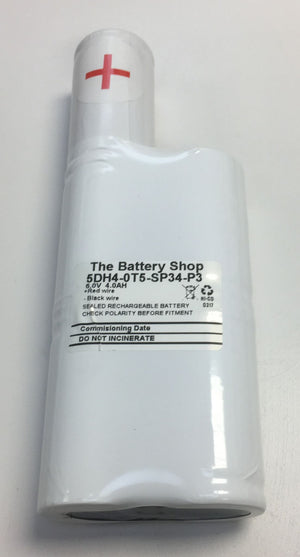 The Battery Shop
5DH4-0T5-SP34-P3
6.0V 4.0AH
+Red wire
- Black wire
SEALED RECHARGEABLE BATTERY
CHECK POLARITY BEFORE FITMENT
Commisioning Date
DO NOT INCINERATE